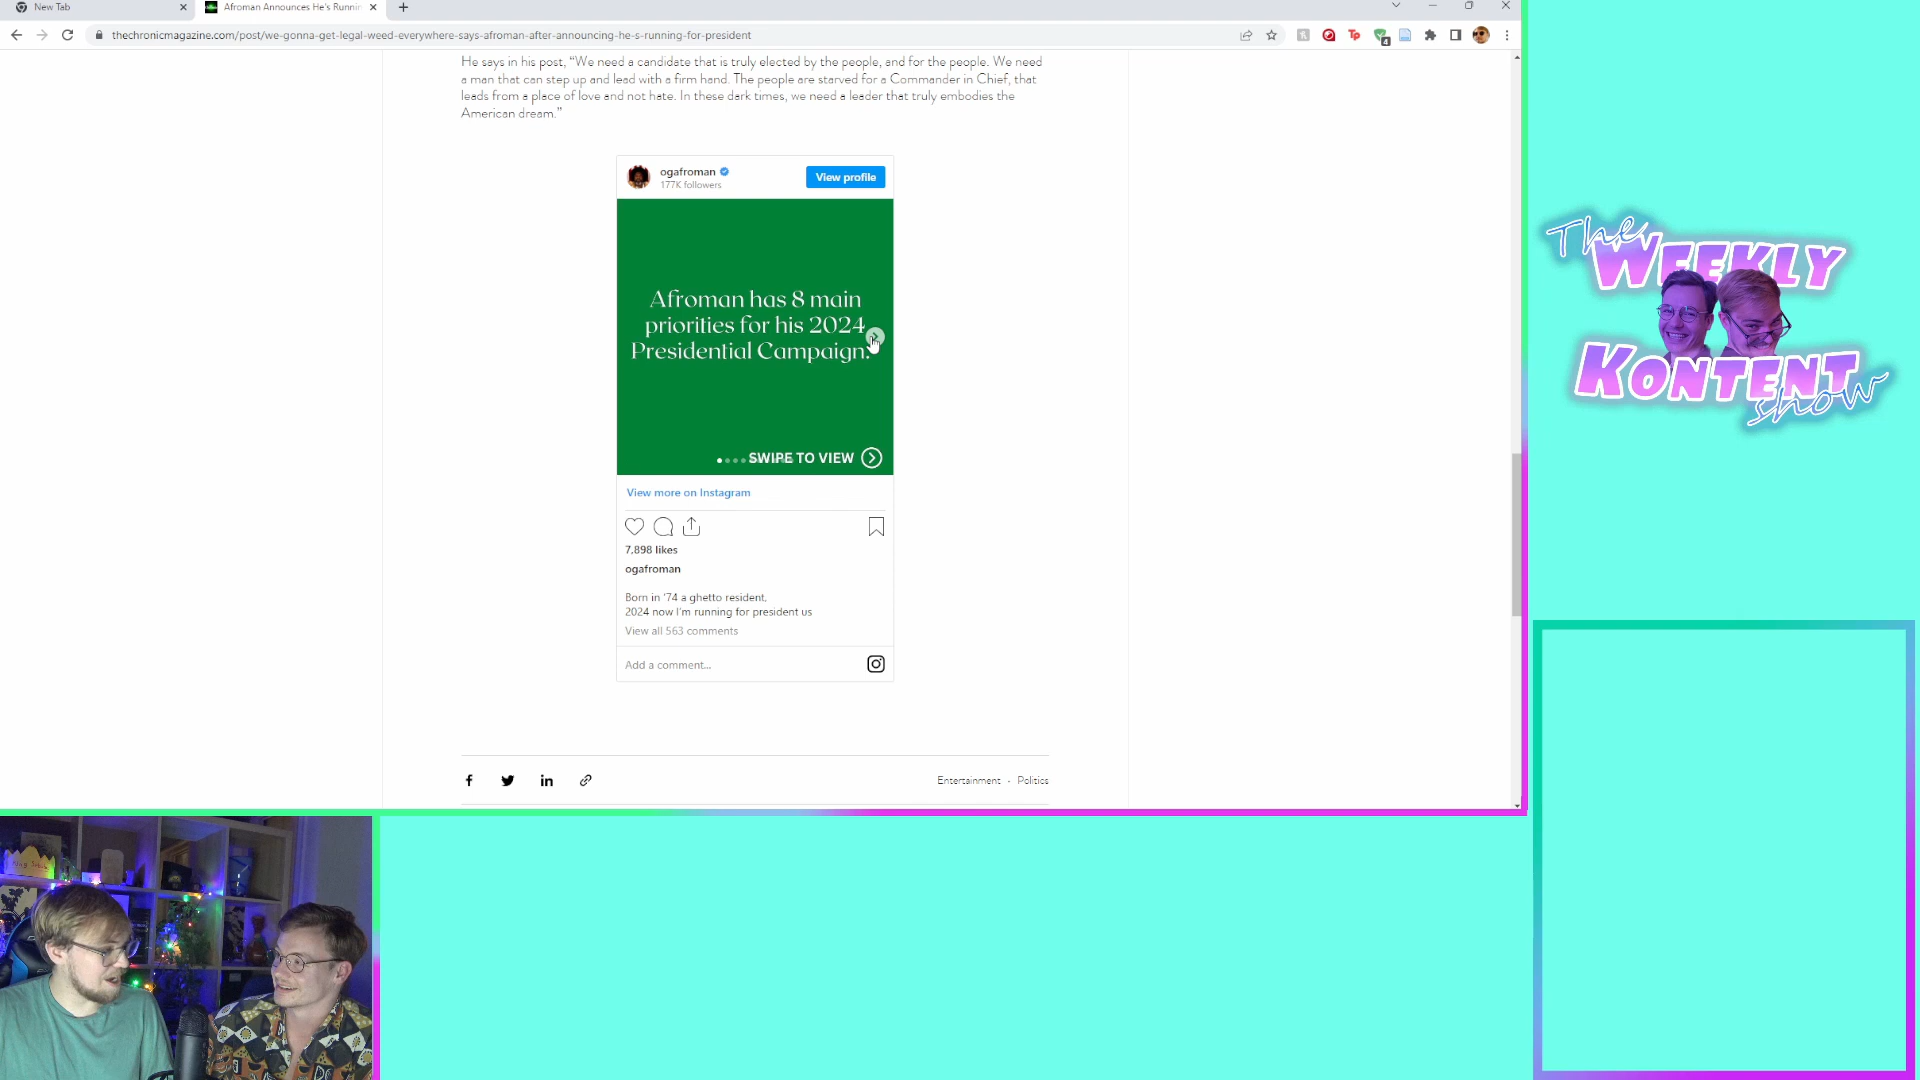 New Tab
Afroman Announces He's Runnin
thechronicmagazine.com/post/we-gonna-get-legal-weed-everywhere-says-afroman-after-announcing-he-s-running-for-president
He says in his post, “We need a candidate that is truly elected by the people, and for the people. We need
a man that can step up and lead with a firm hand. The people are starved for a Commander in Chief, that
leads from a place of love and not hate. In these dark times, we need a leader that truly embodies the
American dream.”
ogafroman
177K followers
View profile
Afroman has 8 main
priorities for his 2024
Presidential Campaign.
SWIPE TO VIEW
View more on Instagram
7,898 likes
ogafroman
Born in ‘74 a ghetto resident,
2024 now I'm running for president us
View all 563 comments
Add a comment...
Entertainment • Politics
The
WEEKLY
KONTENT
show